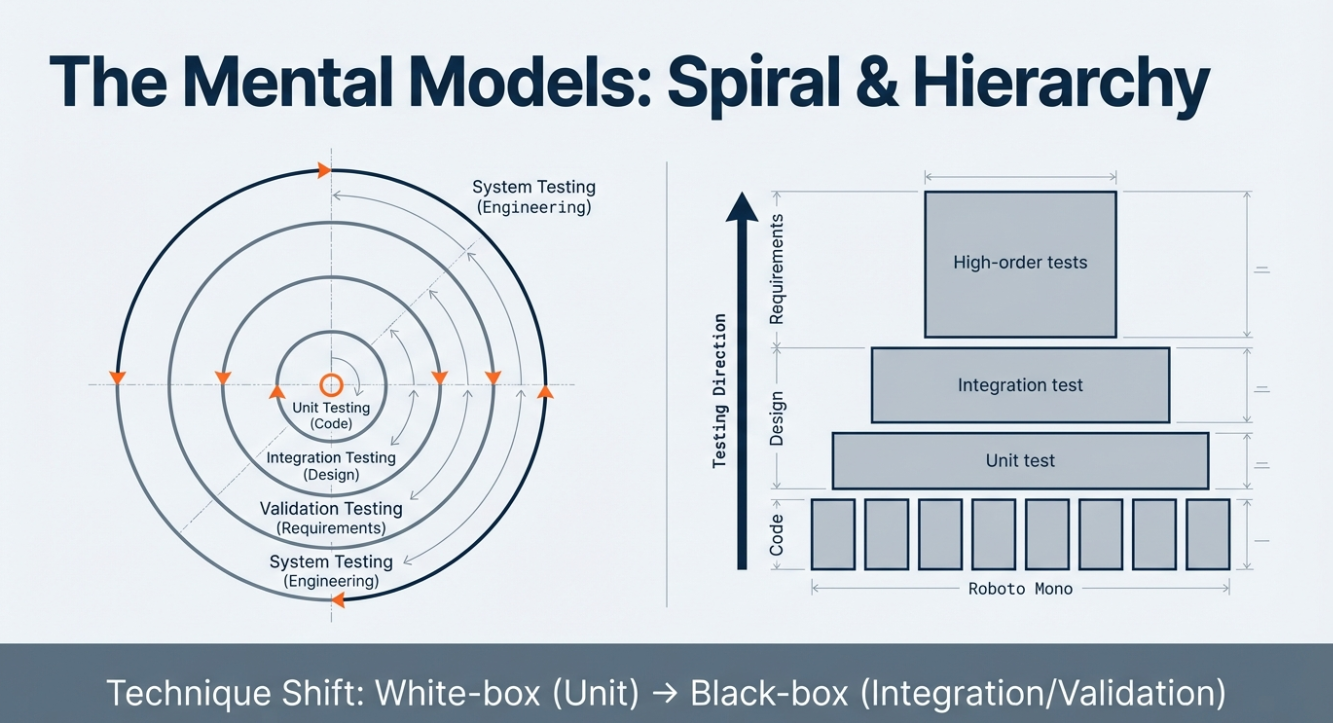 The Mental Models: Spiral & Hierarchy
System Testing
(Engineering)
Unit Testing
(Code)
Integration Testing
(Design)
Validation Testing
(Requirements)
System Testing
(Engineering)
Testing Direction
Requirements
Design
Code
High-order tests
Integration test
Unit test
Roboto Mono
Technique Shift: White-box (Unit) → Black-box (Integration/Validation)